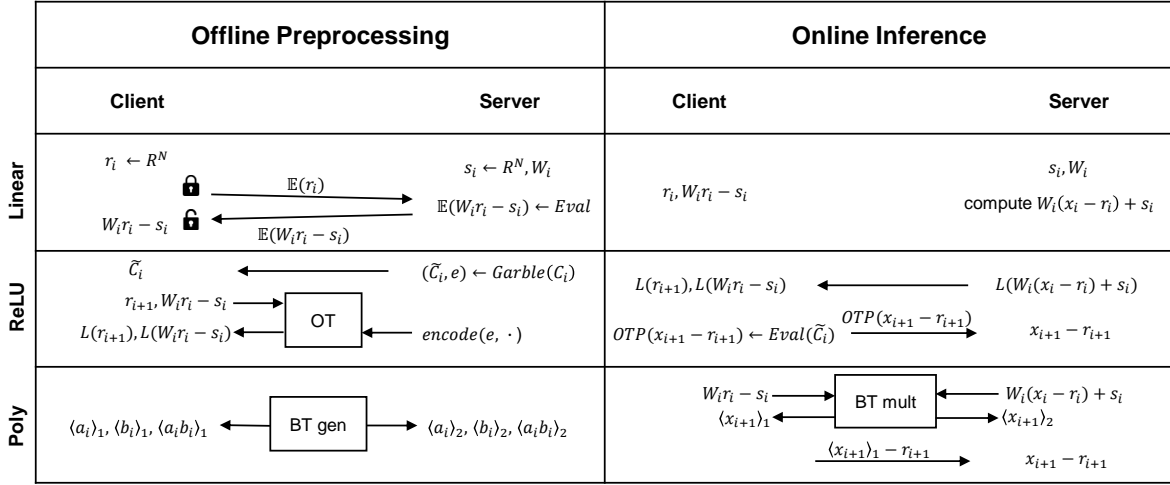 Offline Preprocessing
Online Inference
Client
Server
Client
Server
Linear
r_i ← R^N
s_i ← R^N, W_i
𝔼(r_i)
𝔼(W_i r_i − s_i) ← Eval
W_i r_i − s_i
𝔼(W_i r_i − s_i)
r_i, W_i r_i − s_i
s_i, W_i
compute W_i(x_i − r_i) + s_i
ReLU
C̃_i
(C̃_i, e) ← Garble(C_i)
r_{i+1}, W_i r_i − s_i
OT
L(r_{i+1}), L(W_i r_i − s_i)
encode(e, ·)
L(r_{i+1}), L(W_i r_i − s_i)
L(W_i(x_i − r_i) + s_i)
OTP(x_{i+1} − r_{i+1})
OTP(x_{i+1} − r_{i+1}) ← Eval(C̃_i)
x_{i+1} − r_{i+1}
Poly
⟨a_i⟩_1, ⟨b_i⟩_1, ⟨a_i b_i⟩_1
BT gen
⟨a_i⟩_2, ⟨b_i⟩_2, ⟨a_i b_i⟩_2
W_i r_i − s_i
BT mult
W_i(x_i − r_i) + s_i
⟨x_{i+1}⟩_1
⟨x_{i+1}⟩_2
⟨x_{i+1}⟩_1 − r_{i+1}
x_{i+1} − r_{i+1}